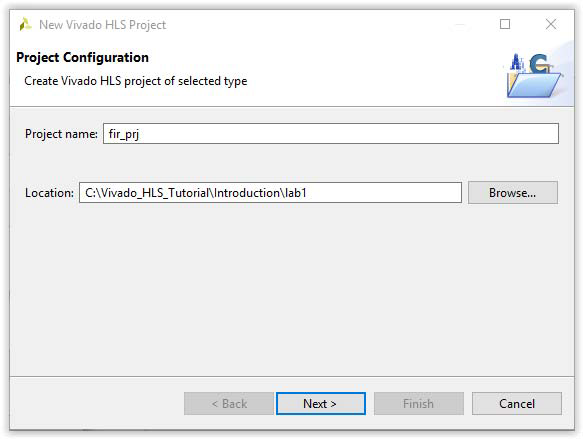 New Vivado HLS Project
Project Configuration
Create Vivado HLS project of selected type
Project name: fir_prj
Location: C:\Vivado_HLS_Tutorial\Introduction\lab1 Browse...
< Back Next > Finish Cancel